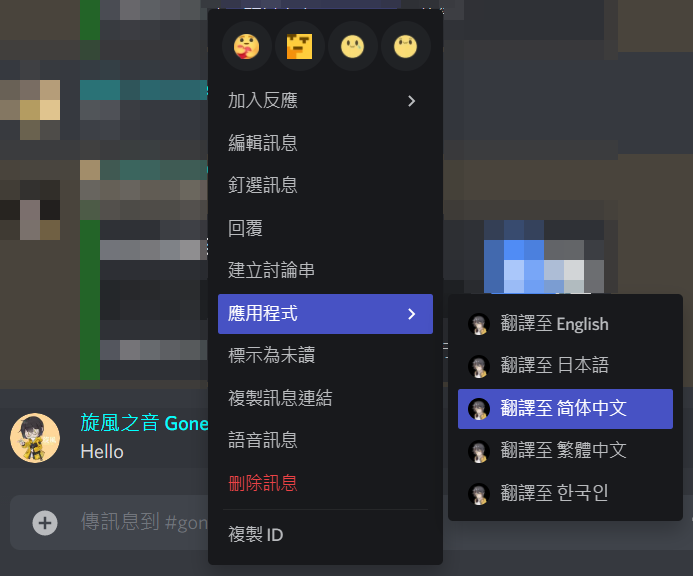 加入反應
編輯訊息
釘選訊息
回覆
建立討論串
應用程式
標示為未讀
複製訊息連結
語音訊息
刪除訊息
複製 ID
翻譯至 English
翻譯至 日本語
翻譯至 简体中文
翻譯至 繁體中文
翻譯至 한국인
旋風之音 Gone
Hello
傳訊息到 #gon